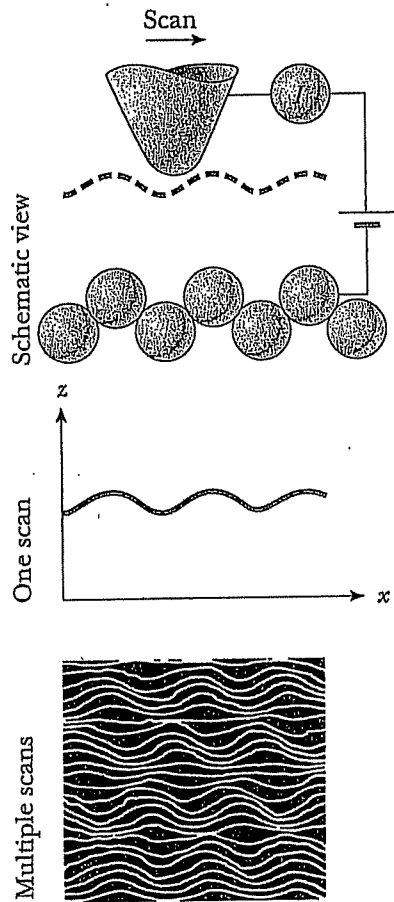 Scan
I
Schematic view
z
One scan
x
Multiple scans